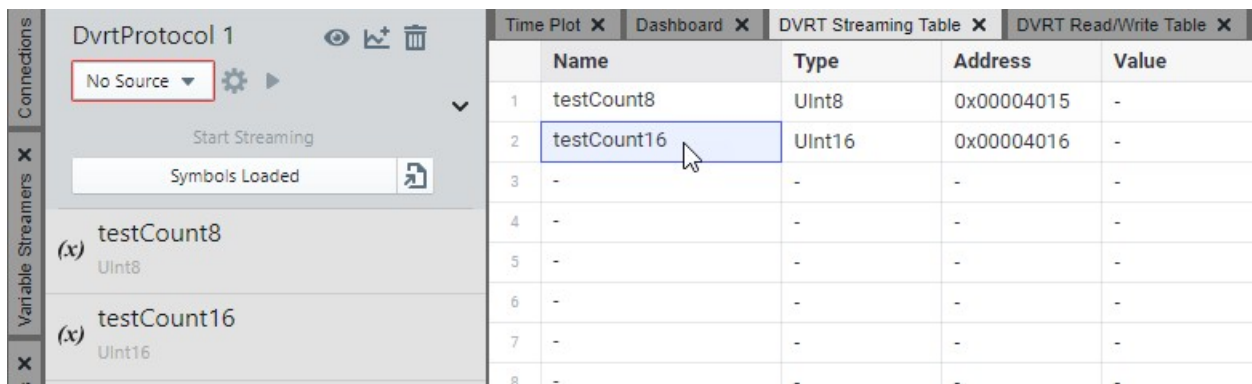 Connections
Variable Streamers
DvrtProtocol 1
No Source
Start Streaming
Symbols Loaded
(x) testCount8
UInt8
(x) testCount16
UInt16
Time Plot Dashboard DVRT Streaming Table DVRT Read/Write Table
Name Type Address Value
1 testCount8 UInt8 0x00004015 -
2 testCount16 UInt16 0x00004016 -
3 - - - -
4 - - - -
5 - - - -
6 - - - -
7 - - - -
8 - - - -